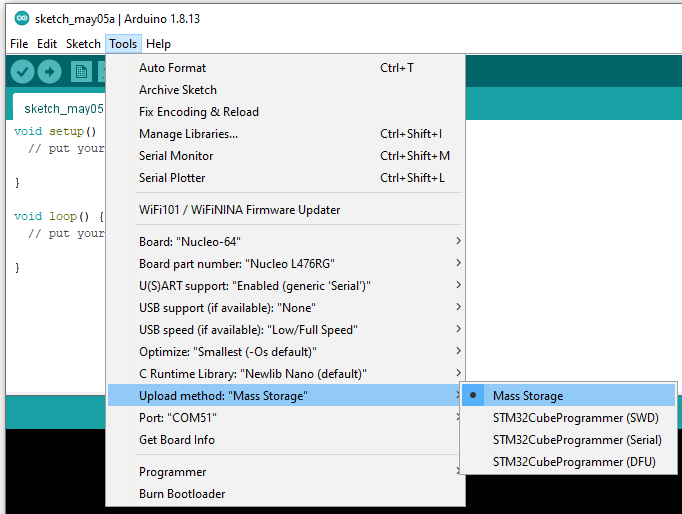 sketch_may05a | Arduino 1.8.13
File Edit Sketch Tools Help
sketch_may05
void setup()
// put your
}
void loop() {
// put your
}
Auto Format Ctrl+T
Archive Sketch
Fix Encoding & Reload
Manage Libraries... Ctrl+Shift+I
Serial Monitor Ctrl+Shift+M
Serial Plotter Ctrl+Shift+L
WiFi101 / WiFiNINA Firmware Updater
Board: "Nucleo-64"
Board part number: "Nucleo L476RG"
U(S)ART support: "Enabled (generic 'Serial')"
USB support (if available): "None"
USB speed (if available): "Low/Full Speed"
Optimize: "Smallest (-Os default)"
C Runtime Library: "Newlib Nano (default)"
Upload method: "Mass Storage"
Port: "COM51"
Get Board Info
Programmer
Burn Bootloader
Mass Storage
STM32CubeProgrammer (SWD)
STM32CubeProgrammer (Serial)
STM32CubeProgrammer (DFU)